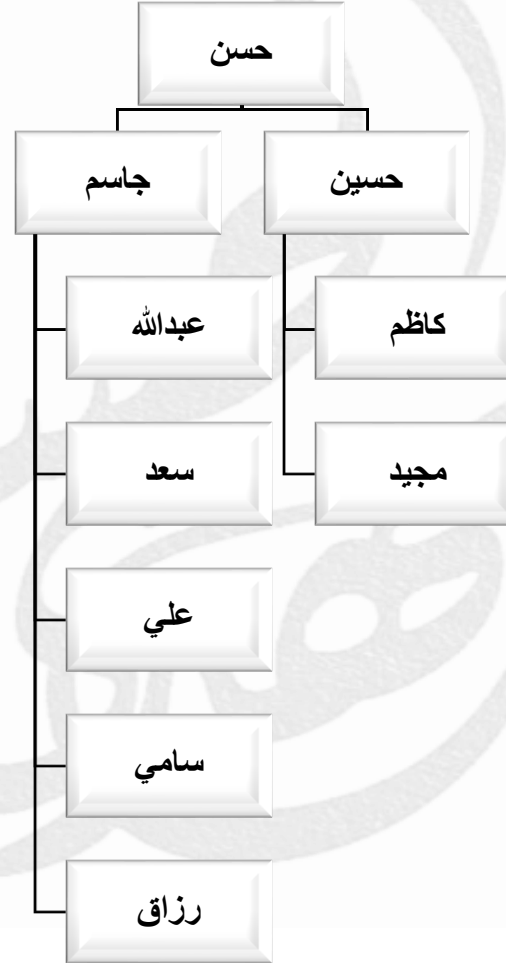 حسن
حسين
جاسم
كاظم
عبدالله
مجيد
سعد
علي
سامي
رزاق